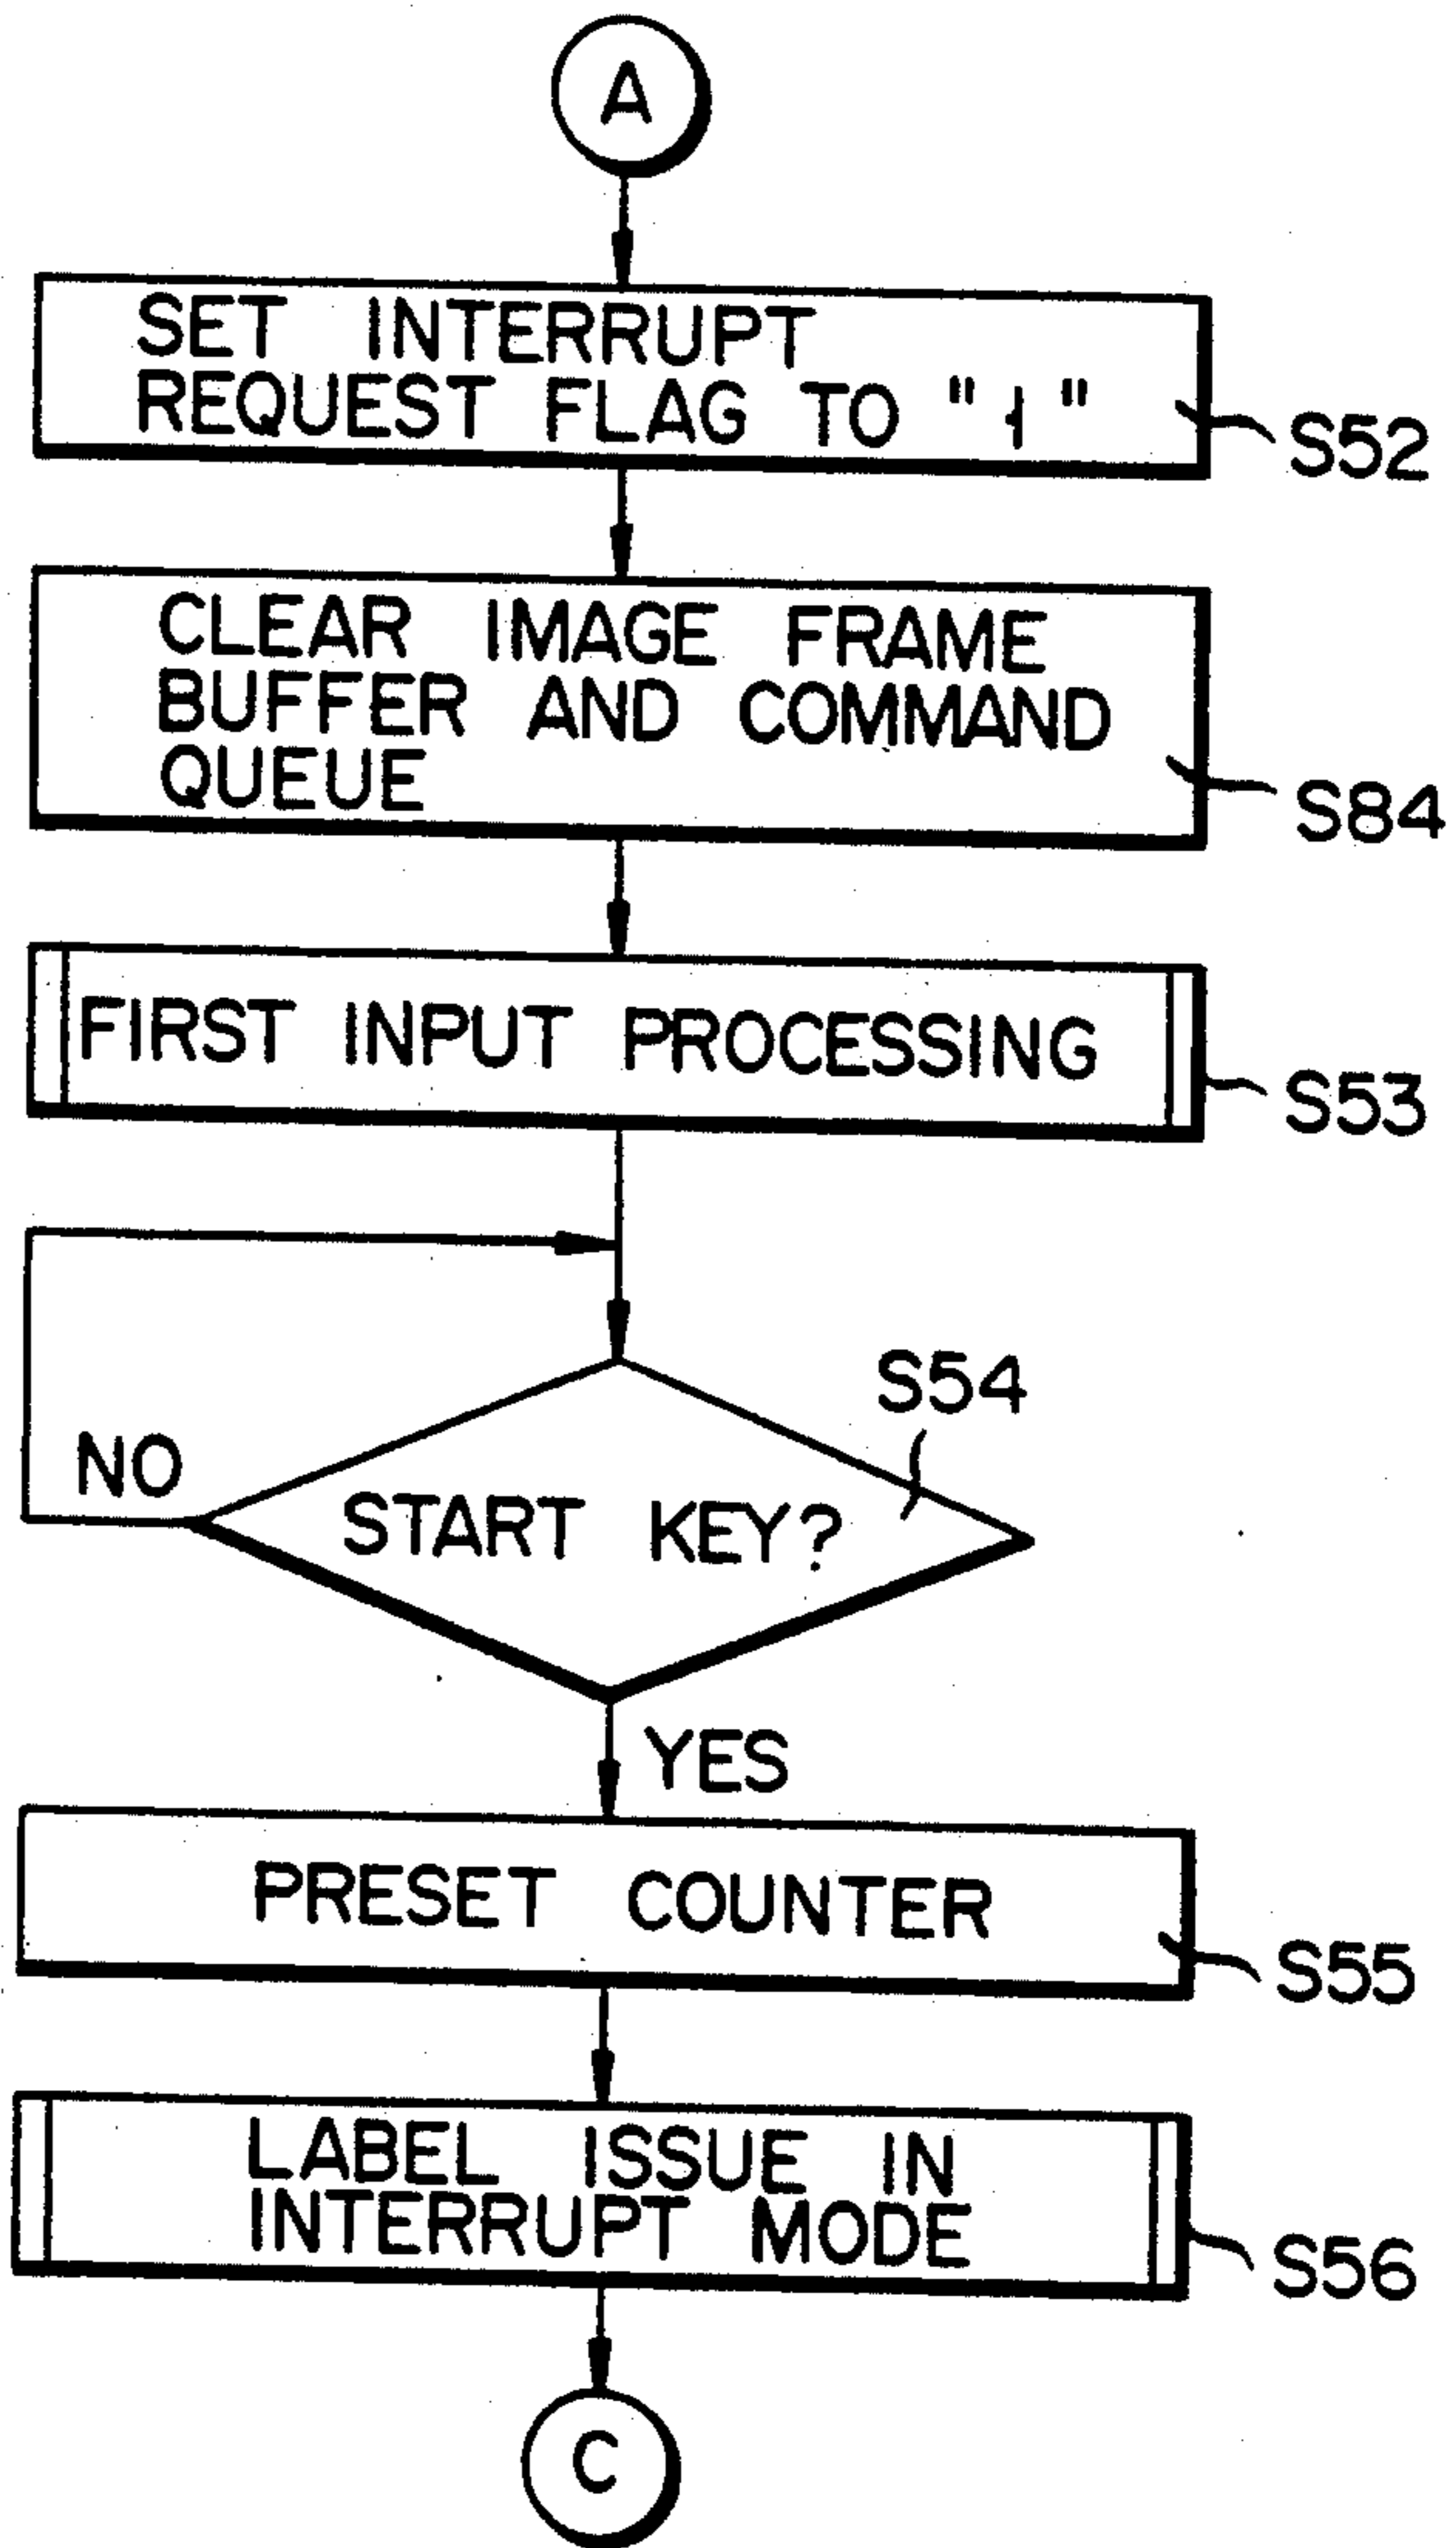 A
SET INTERRUPT
REQUEST FLAG TO "1"
S52
CLEAR IMAGE FRAME
BUFFER AND COMMAND
QUEUE
S84
FIRST INPUT PROCESSING
S53
S54
NO
START KEY?
YES
PRESET COUNTER
S55
LABEL ISSUE IN
INTERRUPT MODE
S56
C